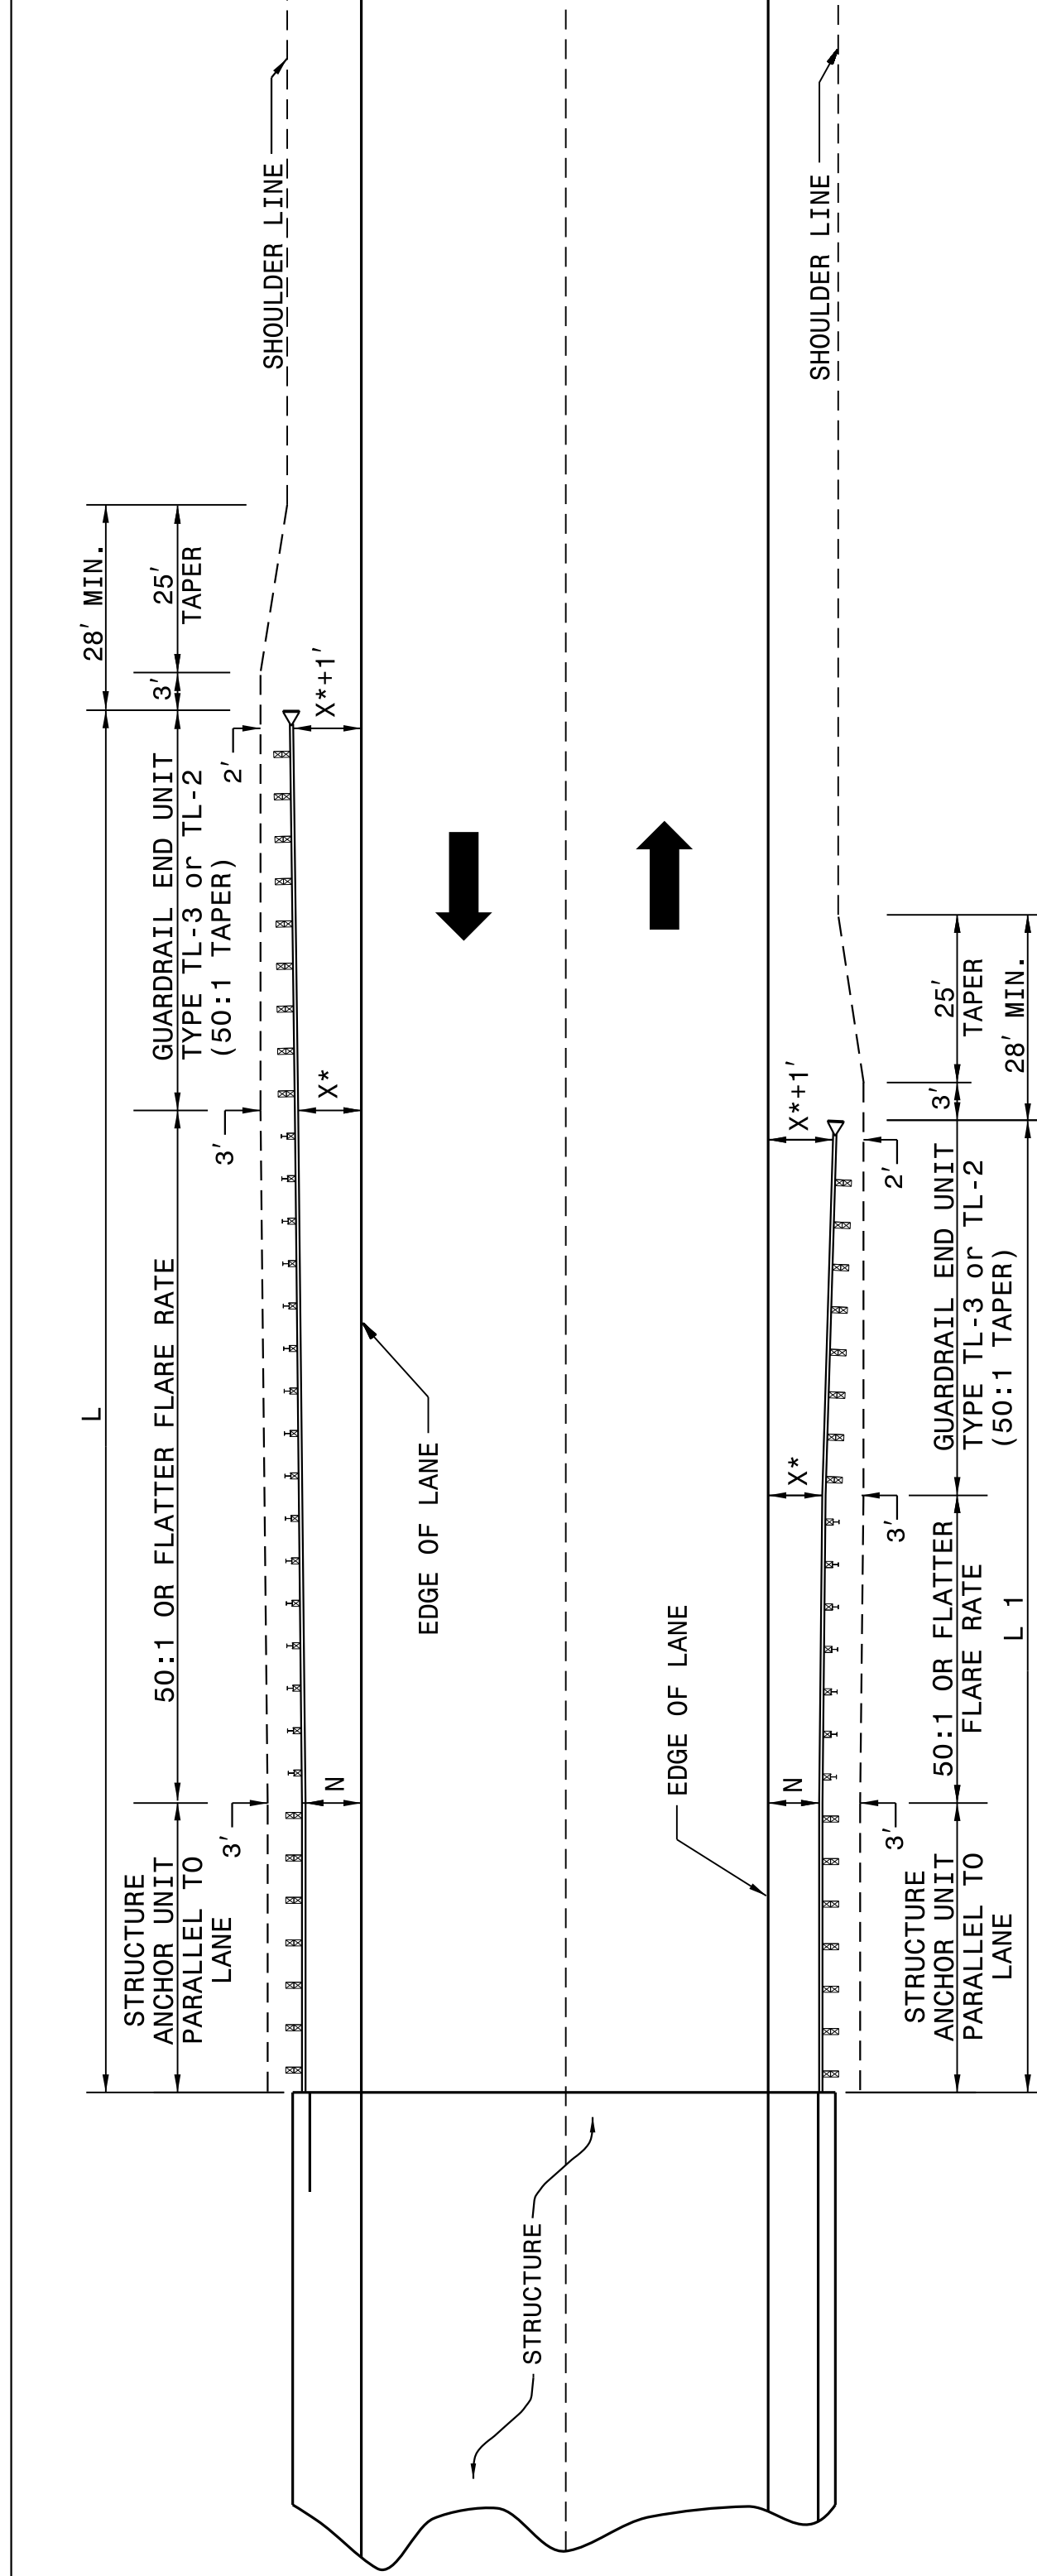 SHOULDER LINE
SHOULDER LINE
28' MIN.
25'
TAPER
3'
X*+1'
2'
GUARDRAIL END UNIT
TYPE TL-3 or TL-2
(50:1 TAPER)
X*
3'
L
50:1 OR FLATTER FLARE RATE
EDGE OF LANE
N
3'
STRUCTURE
ANCHOR UNIT
PARALLEL TO
LANE
25'
TAPER
28' MIN.
3'
X*+1'
2'
GUARDRAIL END UNIT
TYPE TL-3 or TL-2
(50:1 TAPER)
X*
3'
50:1 OR FLATTER
FLARE RATE
L 1
EDGE OF LANE
N
3'
STRUCTURE
ANCHOR UNIT
PARALLEL TO
LANE
STRUCTURE